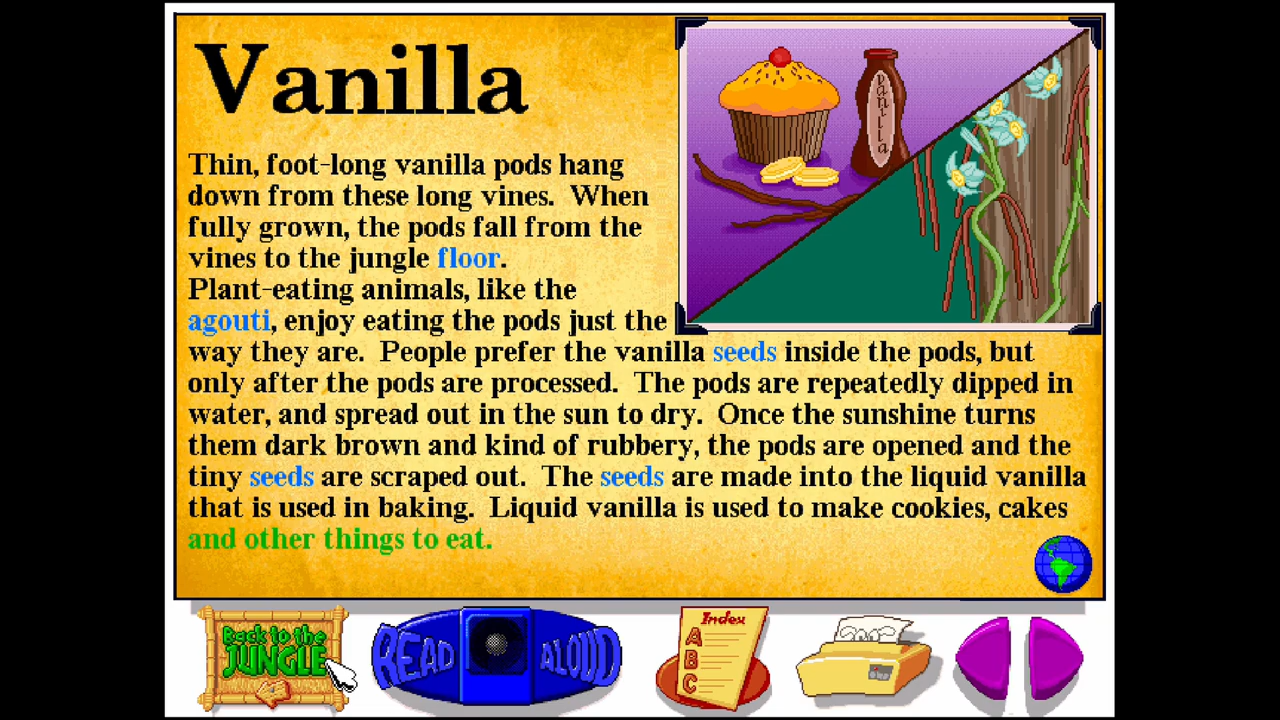 Vanilla
vanilla
Thin, foot-long vanilla pods hang
down from these long vines. When
fully grown, the pods fall from the
vines to the jungle floor.
Plant-eating animals, like the
agouti, enjoy eating the pods just the
way they are. People prefer the vanilla seeds inside the pods, but
only after the pods are processed. The pods are repeatedly dipped in
water, and spread out in the sun to dry. Once the sunshine turns
them dark brown and kind of rubbery, the pods are opened and the
tiny seeds are scraped out. The seeds are made into the liquid vanilla
that is used in baking. Liquid vanilla is used to make cookies, cakes
and other things to eat.
Back to the
JUNGLE
READ ALOUD
Index
A
B
C